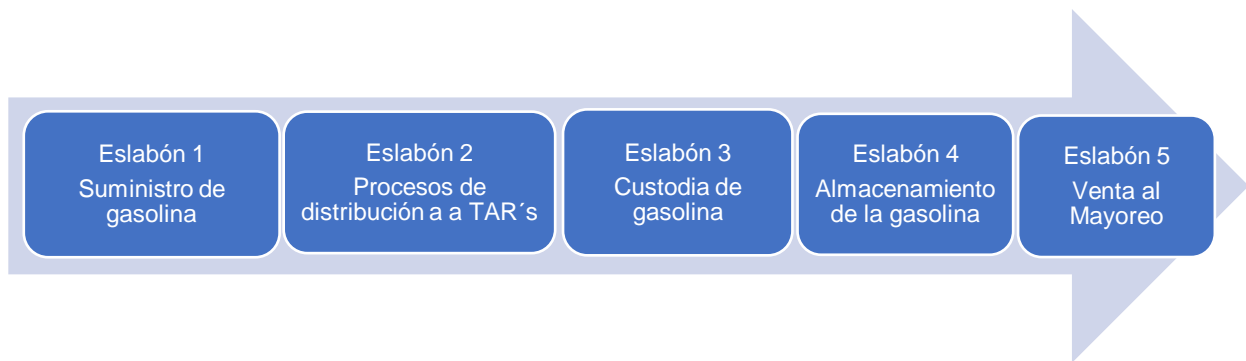 Eslabón 1
Suministro de
gasolina
Eslabón 2
Procesos de
distribución a a TAR´s
Eslabón 3
Custodia de
gasolina
Eslabón 4
Almacenamiento
de la gasolina
Eslabón 5
Venta al
Mayoreo